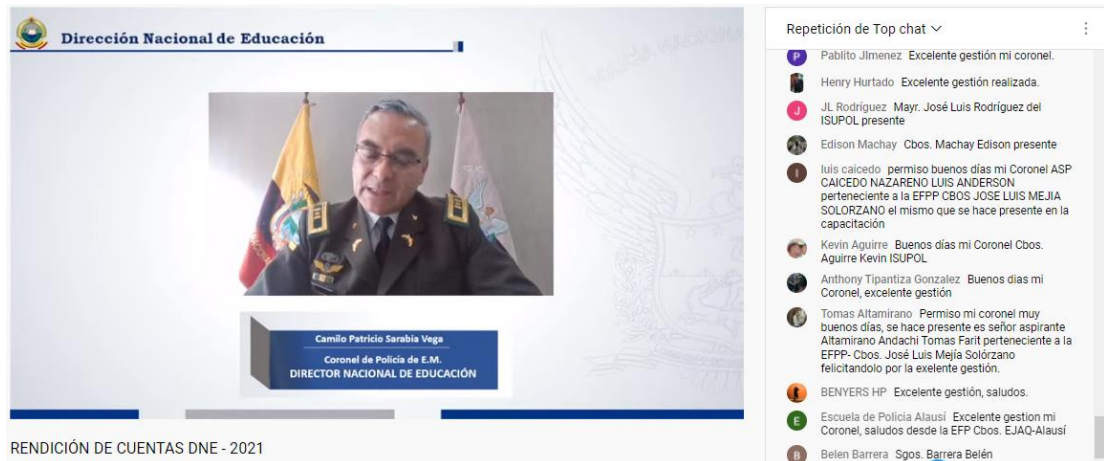 Dirección Nacional de Educación
Camilo Patricio Sarabia Vega
Coronel de Policía de E.M.
DIRECTOR NACIONAL DE EDUCACIÓN
RENDICIÓN DE CUENTAS DNE - 2021
Repetición de Top chat
P Pablito JImenez Excelente gestión mi coronel.
Henry Hurtado Excelente gestión realizada.
J JL Rodríguez Mayr. José Luis Rodríguez del
ISUPOL presente
Edison Machay Cbos. Machay Edison presente
l luis caicedo permiso buenos días mi Coronel ASP
CAICEDO NAZARENO LUIS ANDERSON
perteneciente a la EFPP CBOS JOSE LUIS MEJIA
SOLORZANO el mismo que se hace presente en la
capacitación
Kevin Aguirre Buenos días mi Coronel Cbos.
Aguirre Kevin ISUPOL
Anthony Tipantiza Gonzalez Buenos dias mi
Coronel, excelente gestión
Tomas Altamirano Permiso mi coronel muy
buenos días, se hace presente es señor aspirante
Altamirano Andachi Tomas Farit perteneciente a la
EFPP- Cbos. José Luis Mejía Solórzano
felicitandolo por la exelente gestión.
BENYERS HP Excelente gestión, saludos.
E Escuela de Policia Alausí Excelente gestion mi
Coronel, saludos desde la EFP Cbos. EJAQ-Alausí
B Belen Barrera Sgos. Barrera Belén